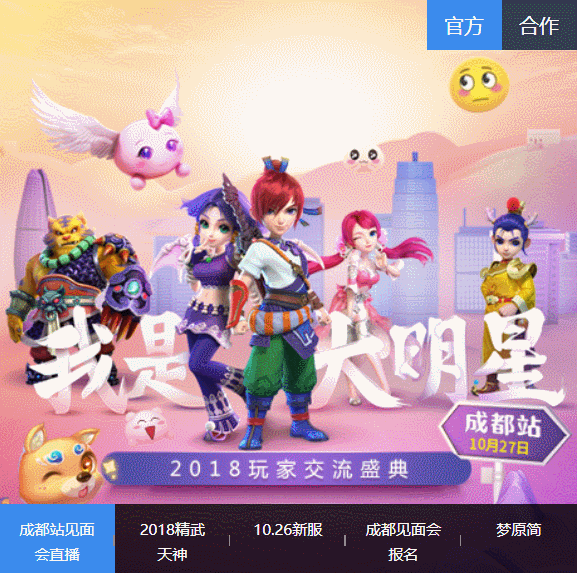 官方 合作
我是大明星
成都站
10月27日
2018玩家交流盛典
成都站见面
会直播
2018精武
天神
10.26新服
成都见面会
报名
梦原简